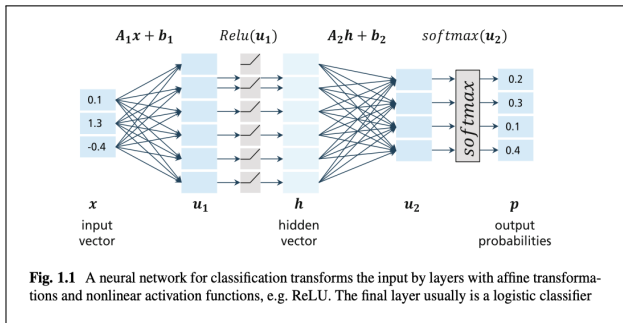 A₁x + b₁ Relu(u₁) A₂h + b₂ softmax(u₂)
0.1
1.3
-0.4
softmax
0.2
0.3
0.1
0.4
x u₁ h u₂ p
input vector
hidden vector
output probabilities
Fig. 1.1 A neural network for classification transforms the input by layers with affine transforma-
tions and nonlinear activation functions, e.g. ReLU. The final layer usually is a logistic classifier